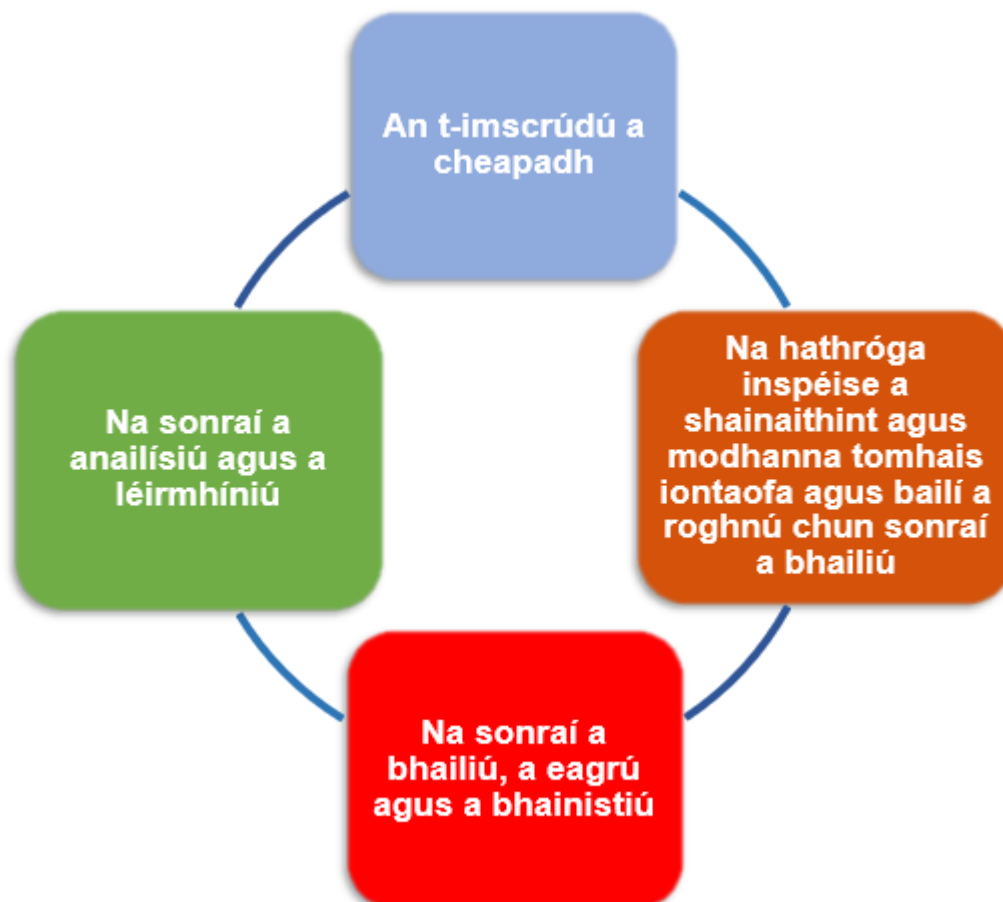 An t-imscrúdú a
cheapadh
Na hathróga
inspéise a
shainaithint agus
modhanna tomhais
iontaofa agus bailí a
roghnú chun sonraí
a bhailiú
Na sonraí a
bhailiú, a eagrú
agus a bhainistiú
Na sonraí a
anailísiú agus a
léirmhíniú